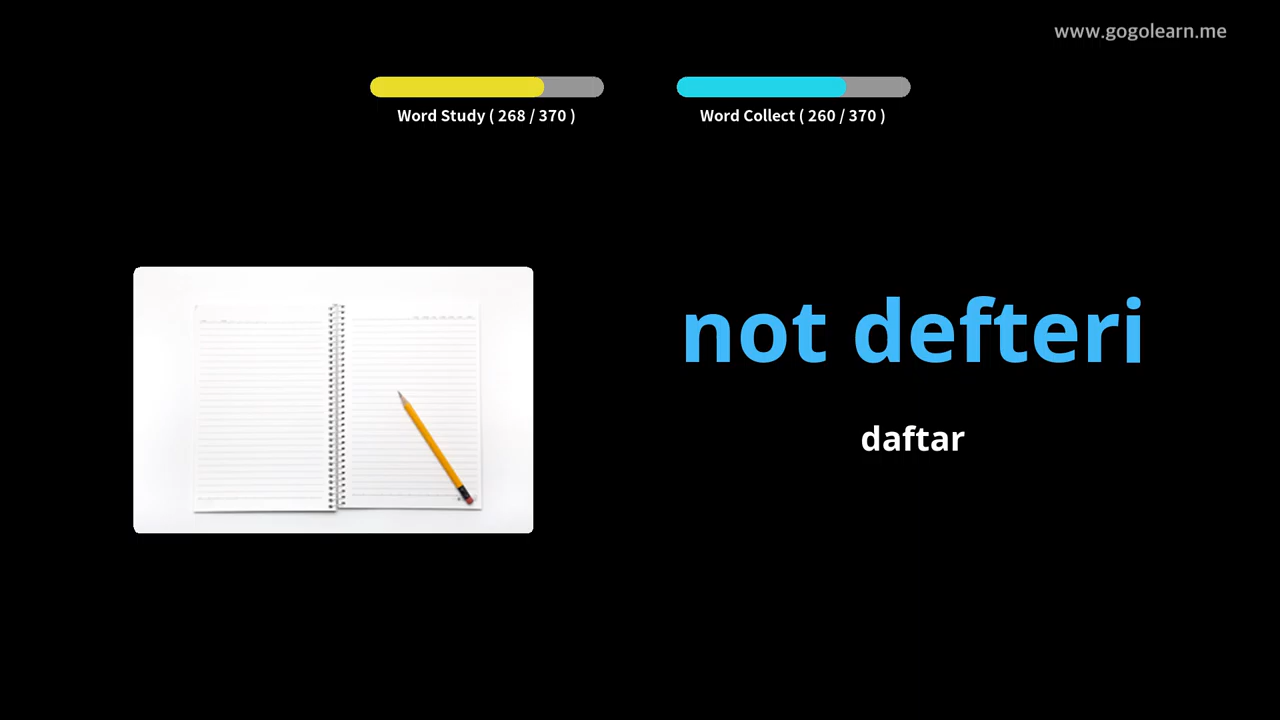 www.gogolearn.me
Word Study ( 268 / 370 )
Word Collect ( 260 / 370 )
not defteri
daftar